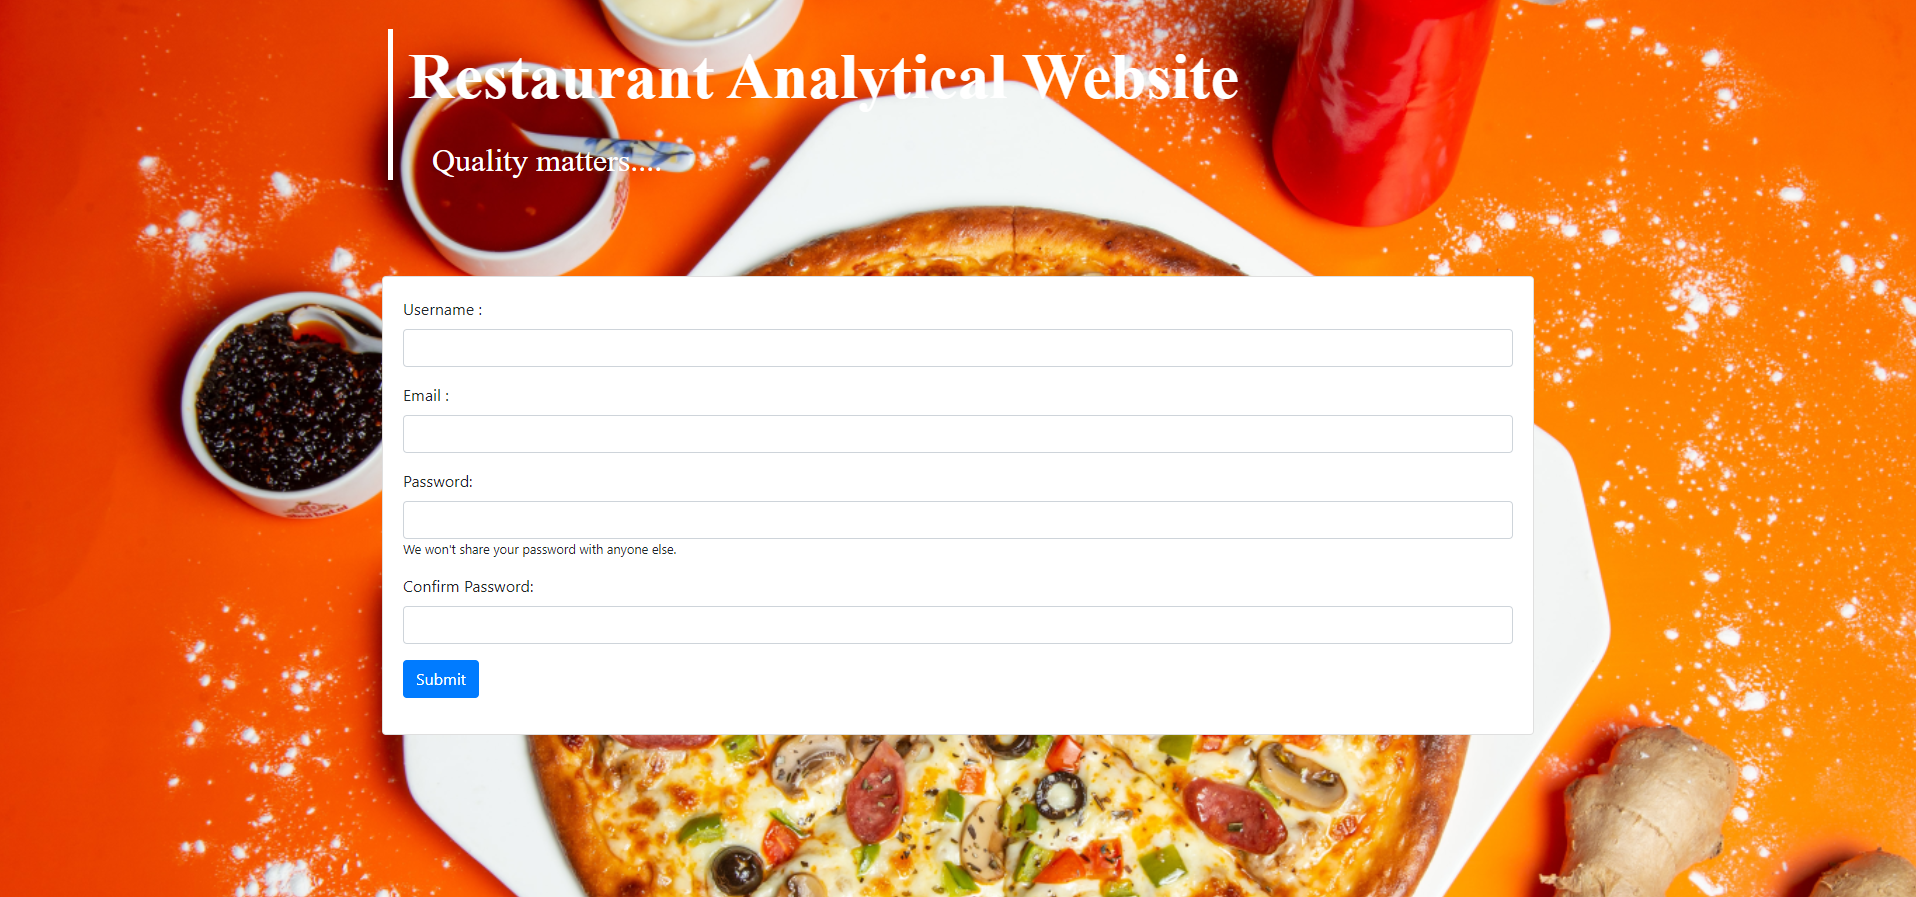 Restaurant Analytical Website
Quality matters....
Username :
Email :
Password:
We won't share your password with anyone else.
Confirm Password:
Submit